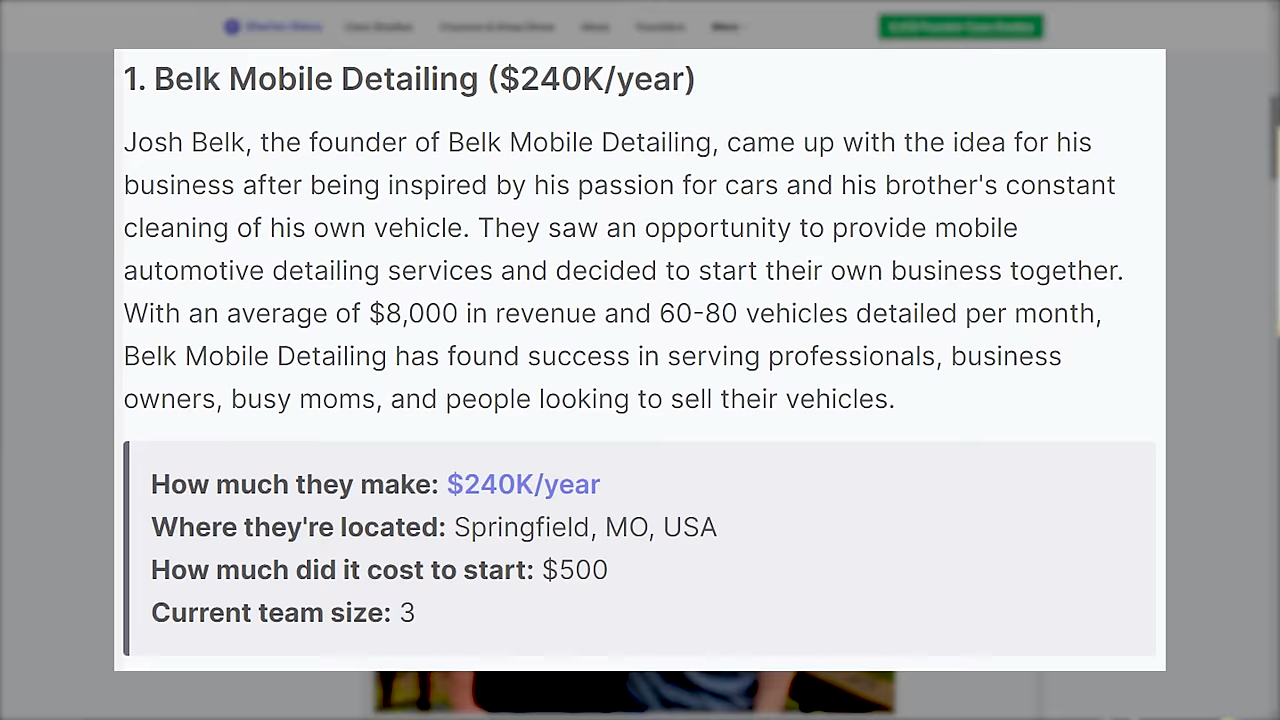 1. Belk Mobile Detailing ($240K/year)
Josh Belk, the founder of Belk Mobile Detailing, came up with the idea for his
business after being inspired by his passion for cars and his brother's constant
cleaning of his own vehicle. They saw an opportunity to provide mobile
automotive detailing services and decided to start their own business together.
With an average of $8,000 in revenue and 60-80 vehicles detailed per month,
Belk Mobile Detailing has found success in serving professionals, business
owners, busy moms, and people looking to sell their vehicles.
How much they make: $240K/year
Where they're located: Springfield, MO, USA
How much did it cost to start: $500
Current team size: 3